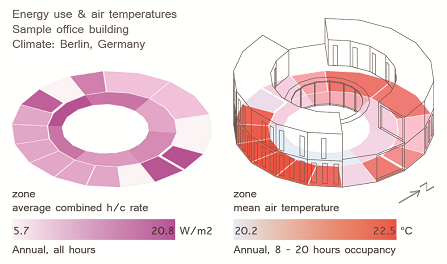 Energy use & air temperatures
Sample office building
Climate: Berlin, Germany
zone
average combined h/c rate
5.7 20.8 W/m2
Annual, all hours
zone
mean air temperature
20.2 22.5 °C
Annual, 8 - 20 hours occupancy